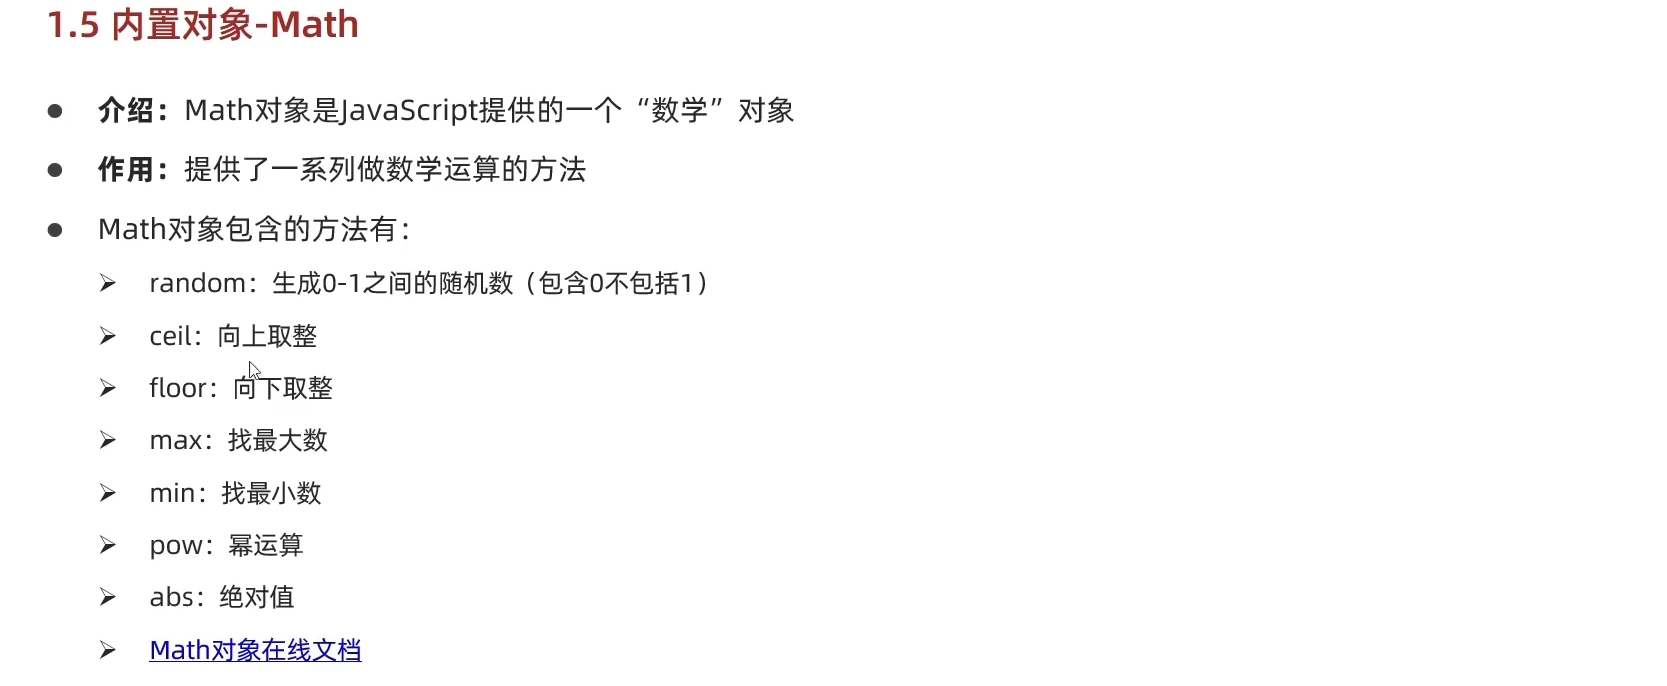 1.5 内置对象-Math
介绍：Math对象是JavaScript提供的一个“数学”对象
作用：提供了一系列做数学运算的方法
Math对象包含的方法有：
random：生成0-1之间的随机数（包含0不包括1）
ceil：向上取整
floor：向下取整
max：找最大数
min：找最小数
pow：幂运算
abs：绝对值
Math对象在线文档